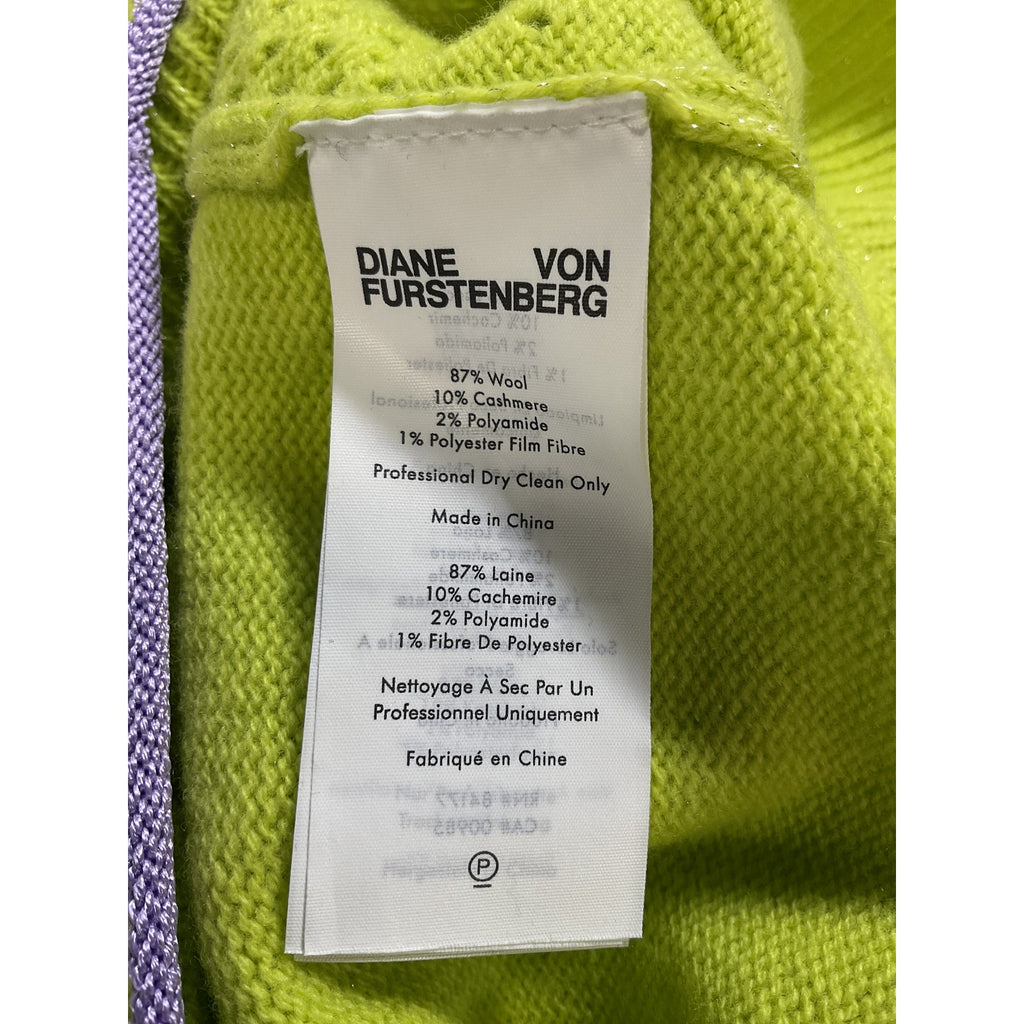 DIANE VON
FURSTENBERG
87% Wool
10% Cashmere
2% Polyamide
1% Polyester Film Fibre
Professional Dry Clean Only
Made in China
87% Laine
10% Cachemire
2% Polyamide
1% Fibre De Polyester
Nettoyage À Sec Par Un
Professionnel Uniquement
Fabriqué en Chine
P